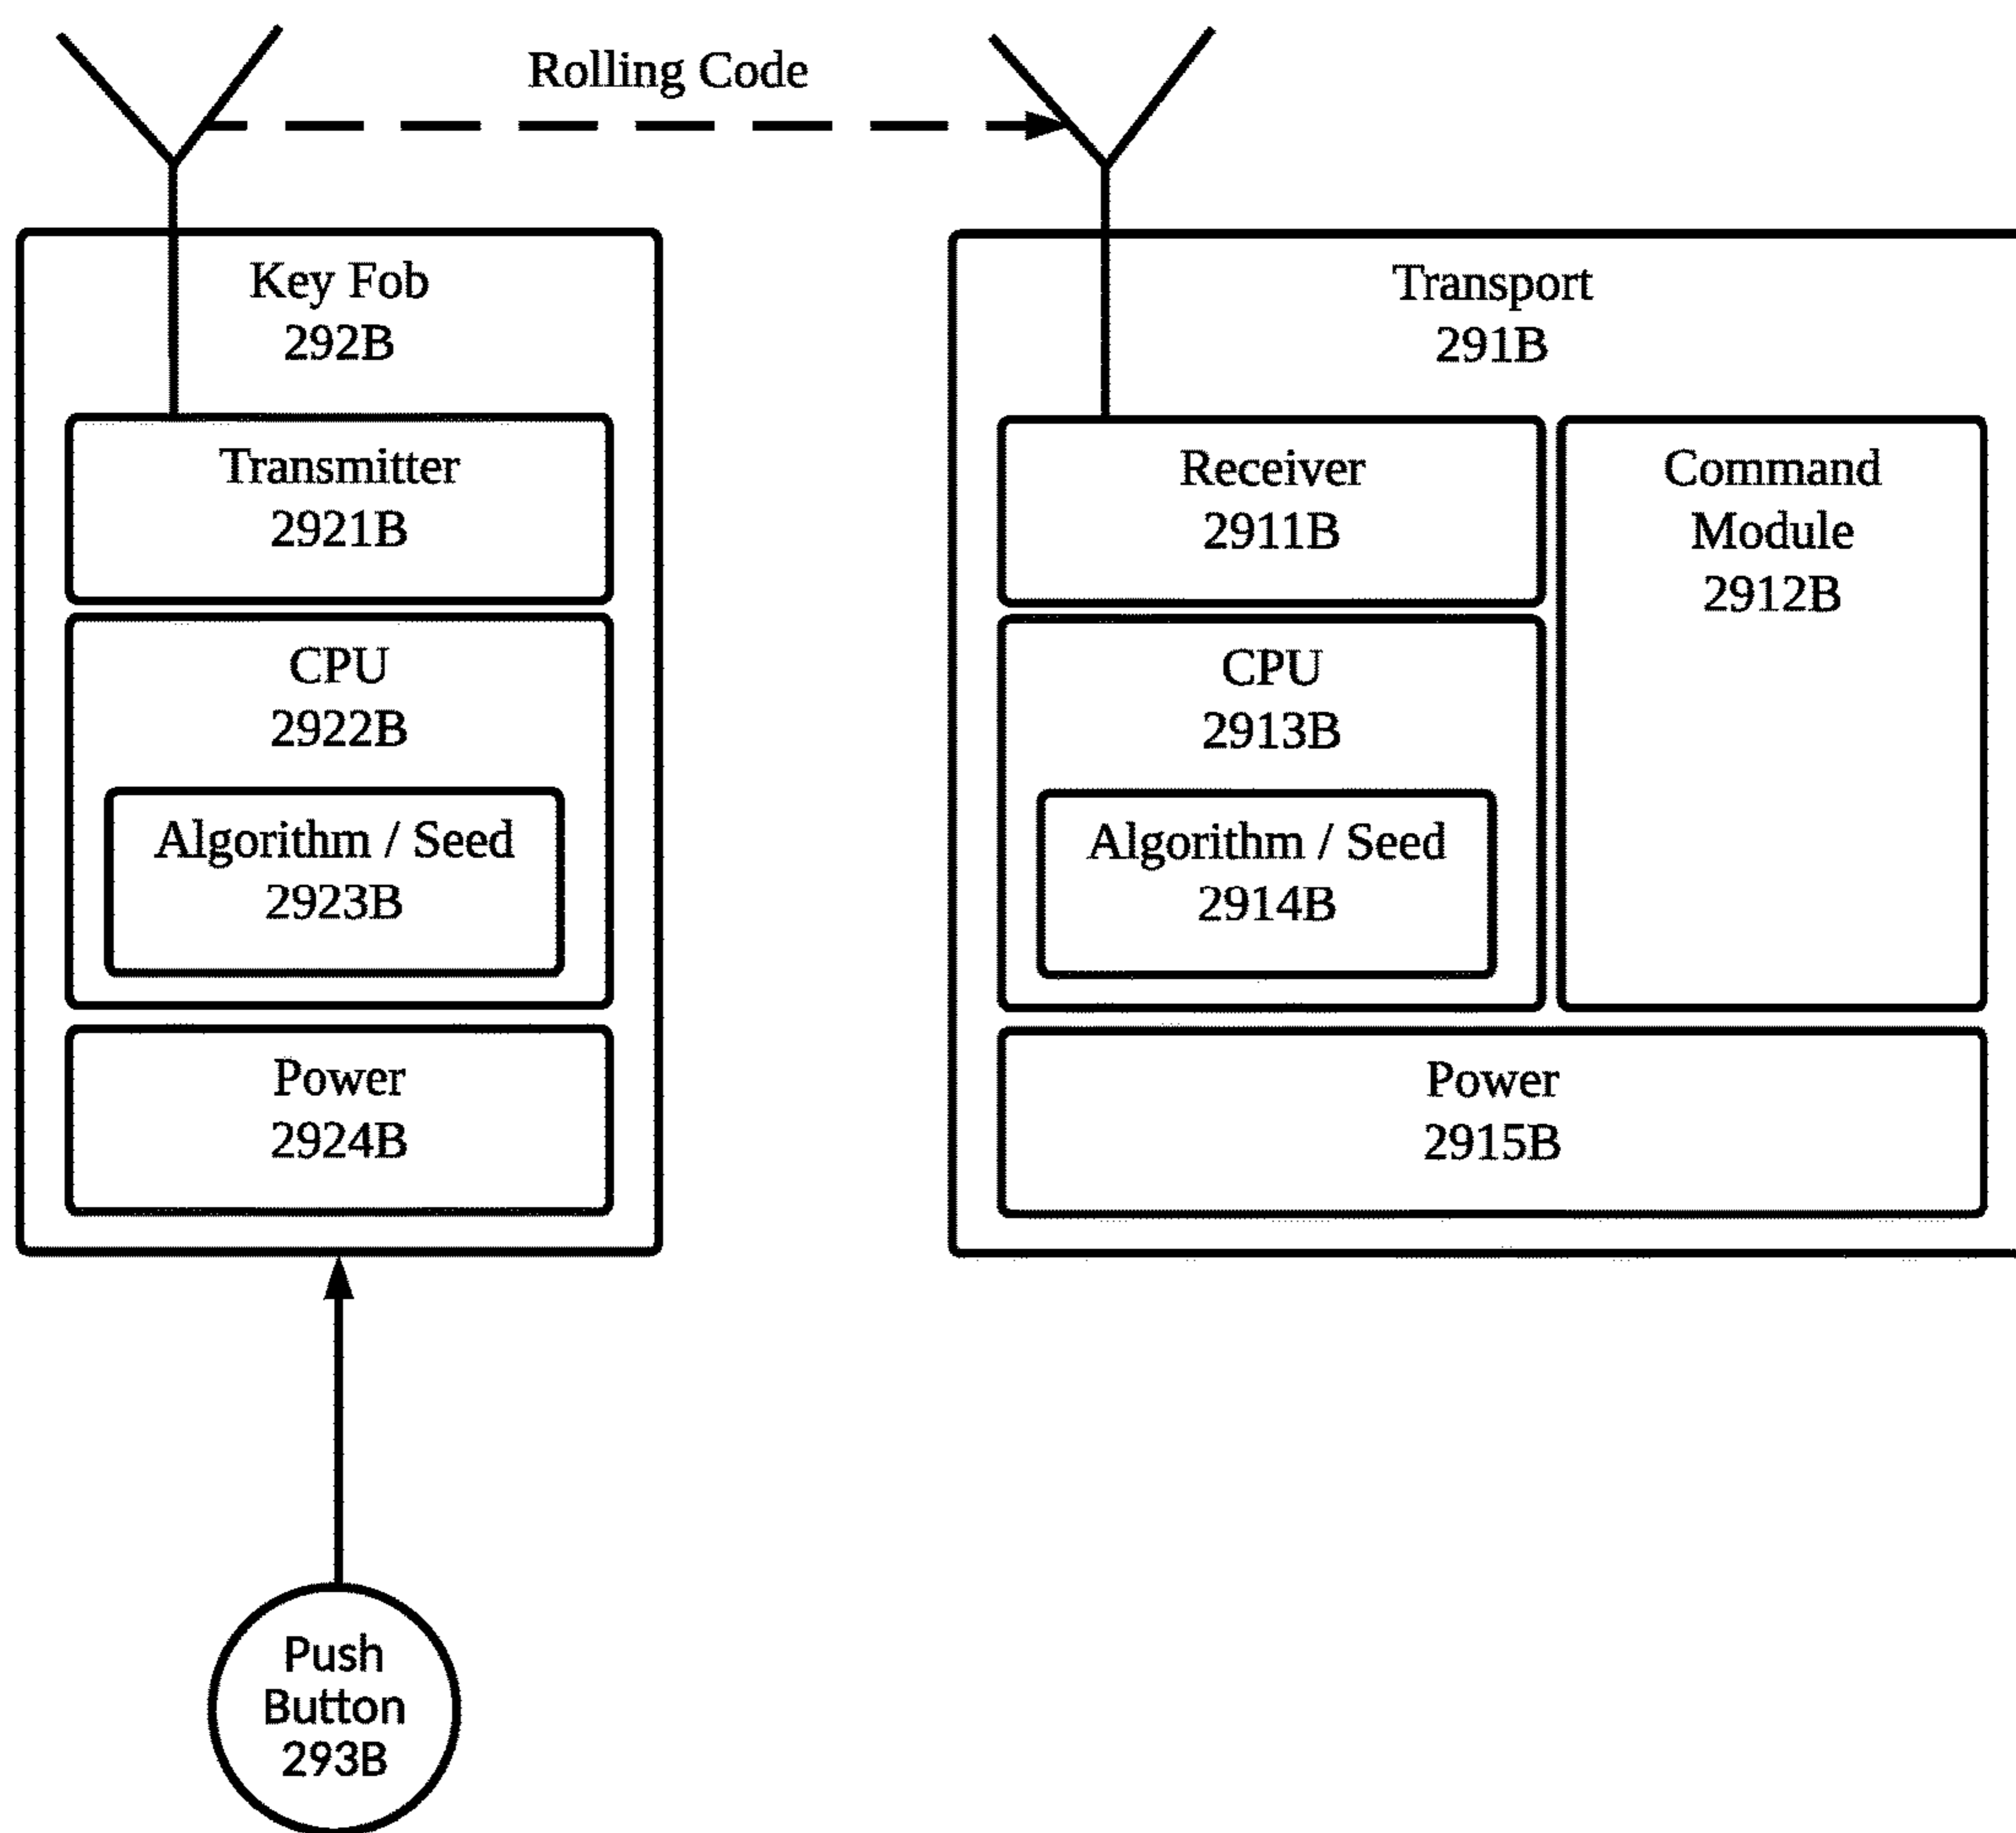 Rolling Code
Key Fob
292B
Transmitter
2921B
CPU
2922B
Algorithm / Seed
2923B
Power
2924B
Push
Button
293B
Transport
291B
Receiver
2911B
Command
Module
2912B
CPU
2913B
Algorithm / Seed
2914B
Power
2915B